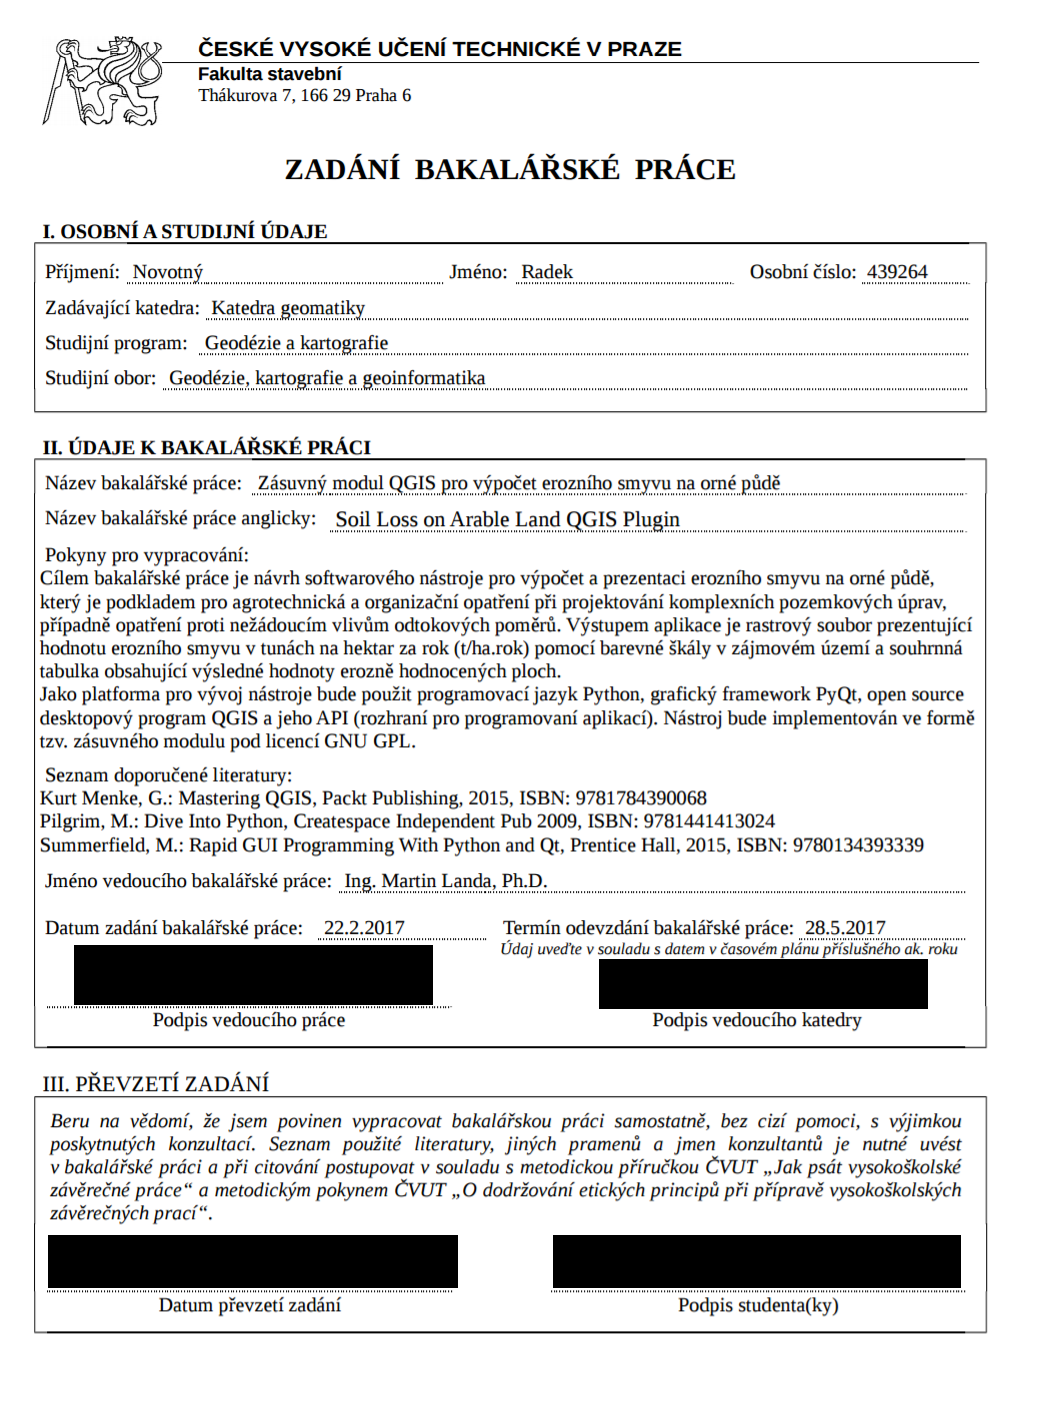 ČESKÉ VYSOKÉ UČENÍ TECHNICKÉ V PRAZE
Fakulta stavební
Thákurova 7, 166 29 Praha 6
ZADÁNÍ BAKALÁŘSKÉ PRÁCE
I. OSOBNÍ A STUDIJNÍ ÚDAJE
Příjmení: Novotný Jméno: Radek Osobní číslo: 439264
Zadávající katedra: Katedra geomatiky
Studijní program: Geodézie a kartografie
Studijní obor: Geodézie, kartografie a geoinformatika
II. ÚDAJE K BAKALÁŘSKÉ PRÁCI
Název bakalářské práce: Zásuvný modul QGIS pro výpočet erozního smyvu na orné půdě
Název bakalářské práce anglicky: Soil Loss on Arable Land QGIS Plugin
Pokyny pro vypracování:
Cílem bakalářské práce je návrh softwarového nástroje pro výpočet a prezentaci erozního smyvu na orné půdě,
který je podkladem pro agrotechnická a organizační opatření při projektování komplexních pozemkových úprav,
případně opatření proti nežádoucím vlivům odtokových poměrů. Výstupem aplikace je rastrový soubor prezentující
hodnotu erozního smyvu v tunách na hektar za rok (t/ha.rok) pomocí barevné škály v zájmovém území a souhrnná
tabulka obsahující výsledné hodnoty erozně hodnocených ploch.
Jako platforma pro vývoj nástroje bude použit programovací jazyk Python, grafický framework PyQt, open source
desktopový program QGIS a jeho API (rozhraní pro programovaní aplikací). Nástroj bude implementován ve formě
tzv. zásuvného modulu pod licencí GNU GPL.
Seznam doporučené literatury:
Kurt Menke, G.: Mastering QGIS, Packt Publishing, 2015, ISBN: 9781784390068
Pilgrim, M.: Dive Into Python, Createspace Independent Pub 2009, ISBN: 9781441413024
Summerfield, M.: Rapid GUI Programming With Python and Qt, Prentice Hall, 2015, ISBN: 9780134393339
Jméno vedoucího bakalářské práce: Ing. Martin Landa, Ph.D.
Datum zadání bakalářské práce: 22.2.2017 Termín odevzdání bakalářské práce: 28.5.2017
Údaj uveďte v souladu s datem v časovém plánu příslušného ak. roku
Podpis vedoucího práce Podpis vedoucího katedry
III. PŘEVZETÍ ZADÁNÍ
Beru na vědomí, že jsem povinen vypracovat bakalářskou práci samostatně, bez cizí pomoci, s výjimkou
poskytnutých konzultací. Seznam použité literatury, jiných pramenů a jmen konzultantů je nutné uvést
v bakalářské práci a při citování postupovat v souladu s metodickou příručkou ČVUT „Jak psát vysokoškolské
závěrečné práce“ a metodickým pokynem ČVUT „O dodržování etických principů při přípravě vysokoškolských
závěrečných prací“.
Datum převzetí zadání Podpis studenta(ky)